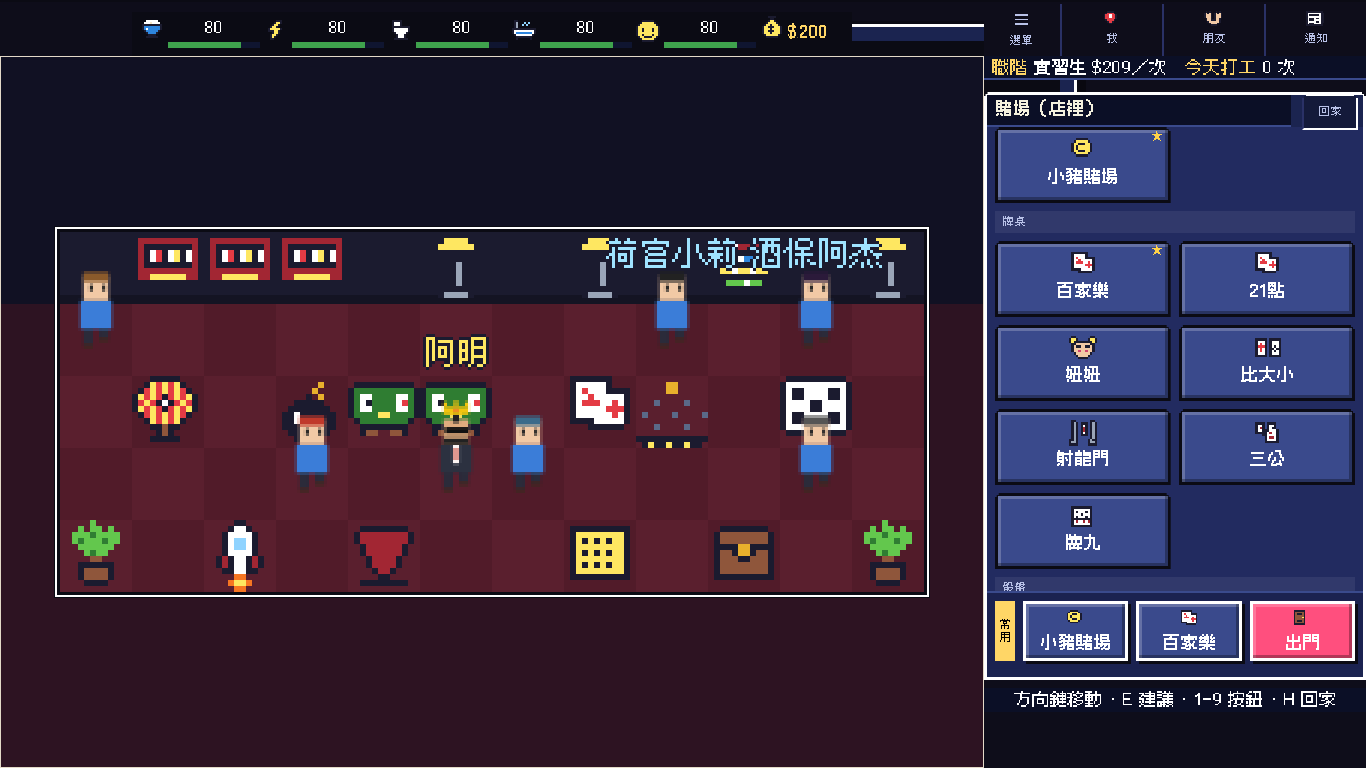 80 80 80 80 80 $200
選單 我 朋友 通知
職階 實習生 $209／次 今天打工 0 次
賭場（店裡） 回家
小豬賭場
牌桌
百家樂 21點
妞妞 比大小
射龍門 三公
牌九
骰盤
常用 小豬賭場 百家樂 出門
方向鍵移動 · E 建議 · 1-9 按鈕 · H 回家
荷官小莉 酒保阿杰
阿明